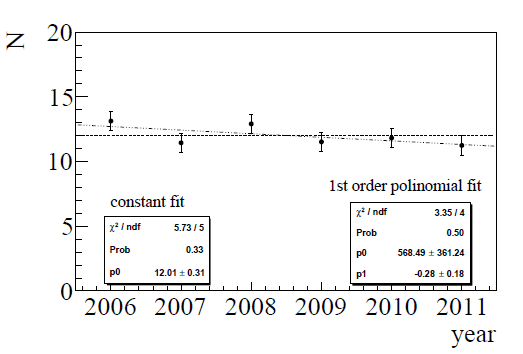 N
20
15
10
5
0
constant fit
χ² / ndf 5.73 / 5
Prob 0.33
p0 12.01 ± 0.31
1st order polinomial fit
χ² / ndf 3.35 / 4
Prob 0.50
p0 568.49 ± 361.24
p1 -0.28 ± 0.18
2006 2007 2008 2009 2010 2011
year